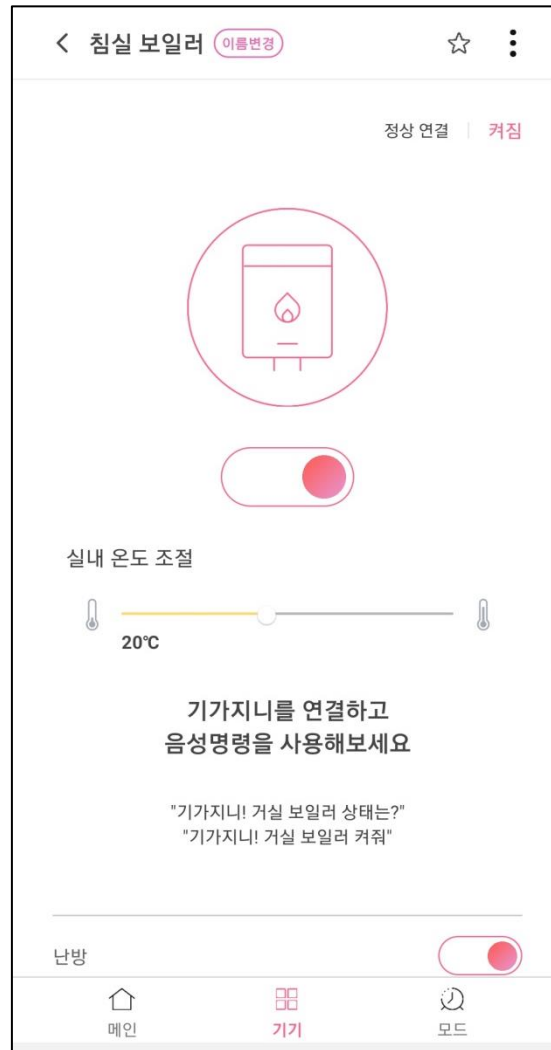 침실 보일러 이름변경
정상 연결 켜짐
실내 온도 조절
20℃
기가지니를 연결하고
음성명령을 사용해보세요
"기가지니! 거실 보일러 상태는?"
"기가지니! 거실 보일러 켜줘"
난방
메인 기기 모드